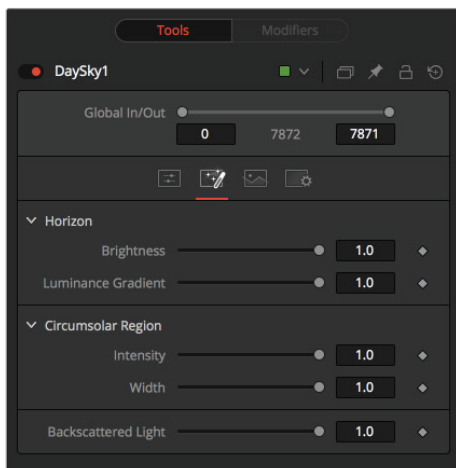 Tools Modifiers
DaySky1
Global In/Out
0 7872 7871
Horizon
Brightness 1.0
Luminance Gradient 1.0
Circumsolar Region
Intensity 1.0
Width 1.0
Backscattered Light 1.0